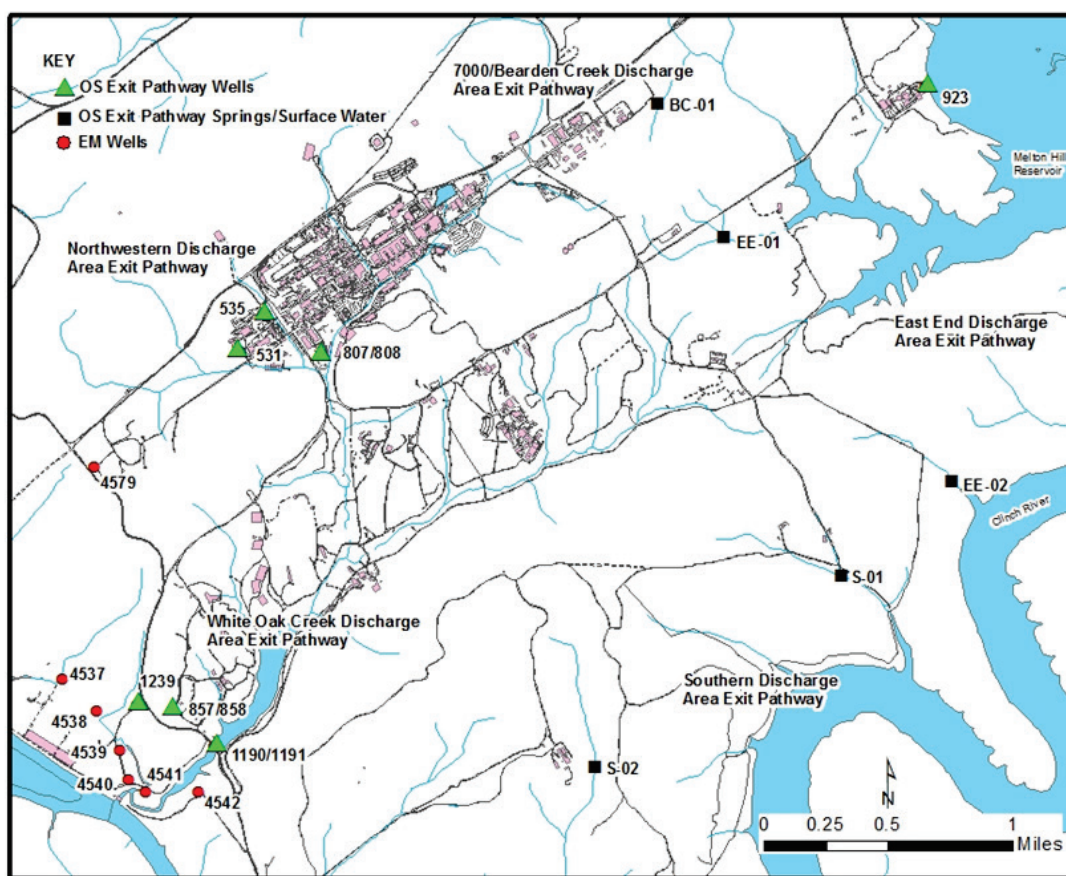 KEY
OS Exit Pathway Wells
OS Exit Pathway Springs/Surface Water
EM Wells
7000/Bearden Creek Discharge
Area Exit Pathway
BC-01
923
Melton Hill
Reservoir
Northwestern Discharge
Area Exit Pathway
EE-01
535
531
807/808
East End Discharge
Area Exit Pathway
4579
EE-02
Clinch River
S-01
White Oak Creek Discharge
Area Exit Pathway
4537
1239
Southern Discharge
Area Exit Pathway
857/858
4538
4539
1190/1191
4540
4541
4542
S-02
N
0 0.25 0.5 1
Miles